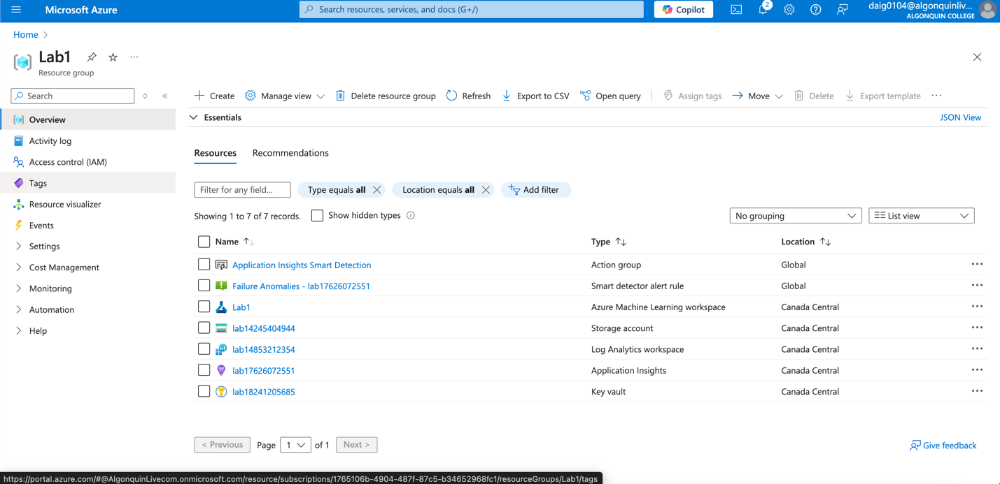 Microsoft Azure
Search resources, services, and docs (G+/)
Copilot
2
daig0104@algonquinliv...
ALGONQUIN COLLEGE
Home
Lab1
Resource group
Search
Create
Manage view
Delete resource group
Refresh
Export to CSV
Open query
Assign tags
Move
Delete
Export template
Essentials
JSON View
Overview
Activity log
Access control (IAM)
Tags
Resource visualizer
Events
Settings
Cost Management
Monitoring
Automation
Help
Resources
Recommendations
Filter for any field...
Type equals all
Location equals all
Add filter
Showing 1 to 7 of 7 records.
Show hidden types
No grouping
List view
Name Type Location
Application Insights Smart Detection Action group Global
Failure Anomalies - lab17626072551 Smart detector alert rule Global
Lab1 Azure Machine Learning workspace Canada Central
lab14245404944 Storage account Canada Central
lab14853212354 Log Analytics workspace Canada Central
lab17626072551 Application Insights Canada Central
lab18241205685 Key vault Canada Central
< Previous Page 1 of 1 Next >
Give feedback
https://portal.azure.com/#@AlgonquinLivecom.onmicrosoft.com/resource/subscriptions/1765106b-4904-487f-87c5-b34652968fc1/resourceGroups/Lab1/tags